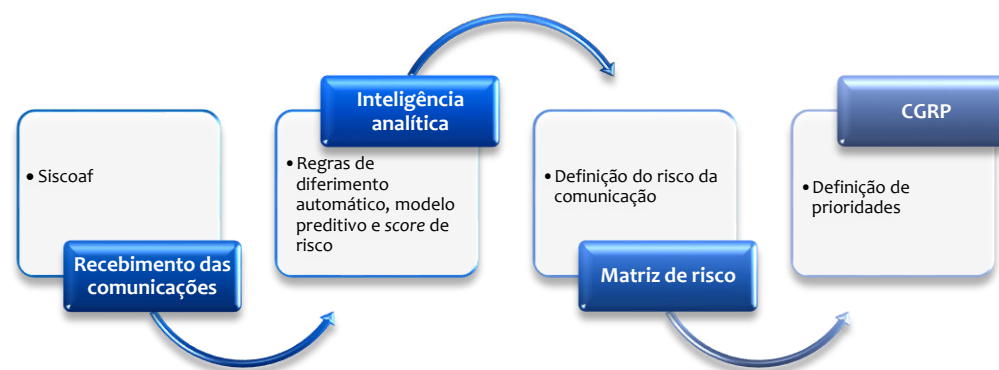 • Siscoaf
Recebimento das
comunicações
Inteligência
analítica
• Regras de
diferimento
automático, modelo
preditivo e score de
risco
• Definição do risco da
comunicação
Matriz de risco
CGRP
• Definição de
prioridades